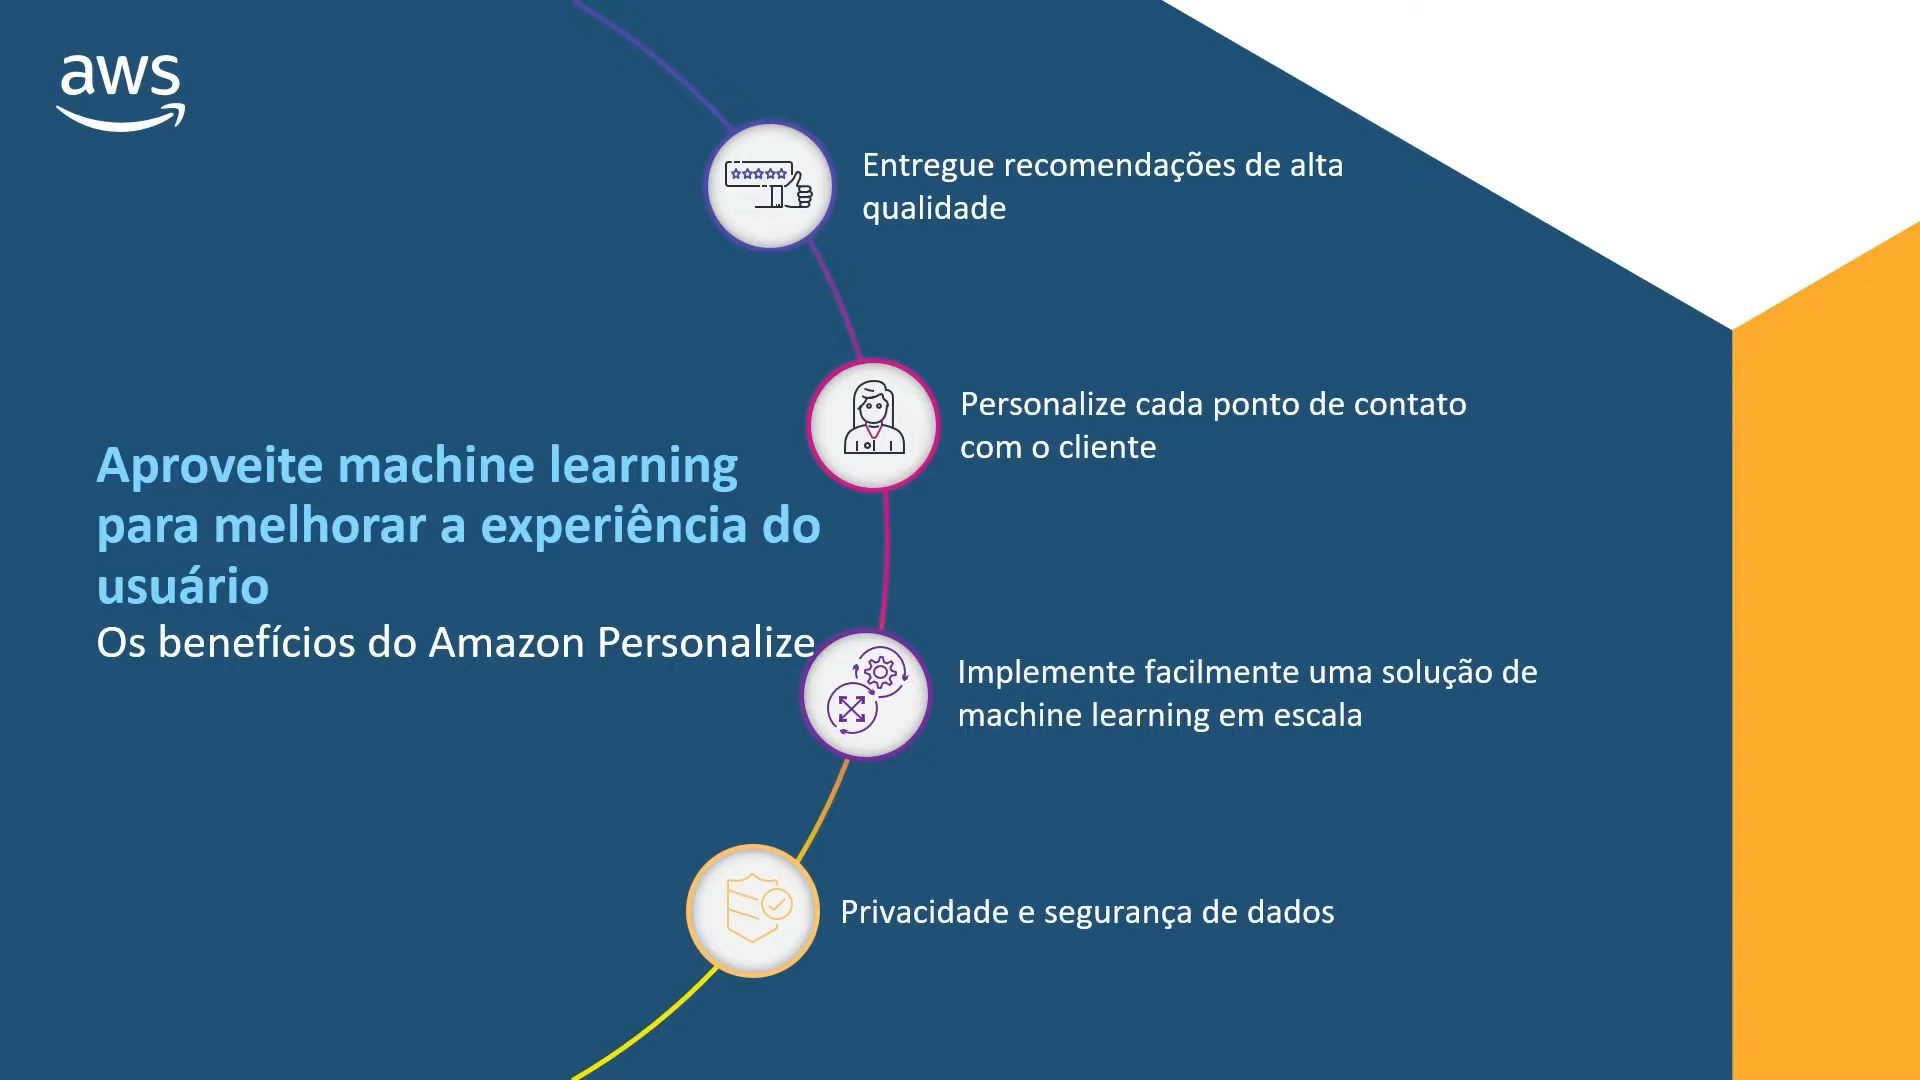 aws
Aproveite machine learning
para melhorar a experiência do
usuário
Os benefícios do Amazon Personalize
Entregue recomendações de alta
qualidade
Personalize cada ponto de contato
com o cliente
Implemente facilmente uma solução de
machine learning em escala
Privacidade e segurança de dados